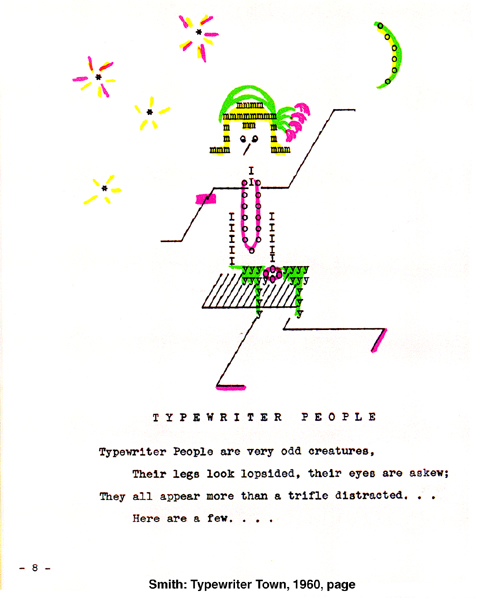 TYPEWRITER PEOPLE
Typewriter People are very odd creatures,
Their legs look lopsided, their eyes are askew;
They all appear more than a trifle distracted. . .
Here are a few. . . .
- 8 -
Smith: Typewriter Town, 1960, page